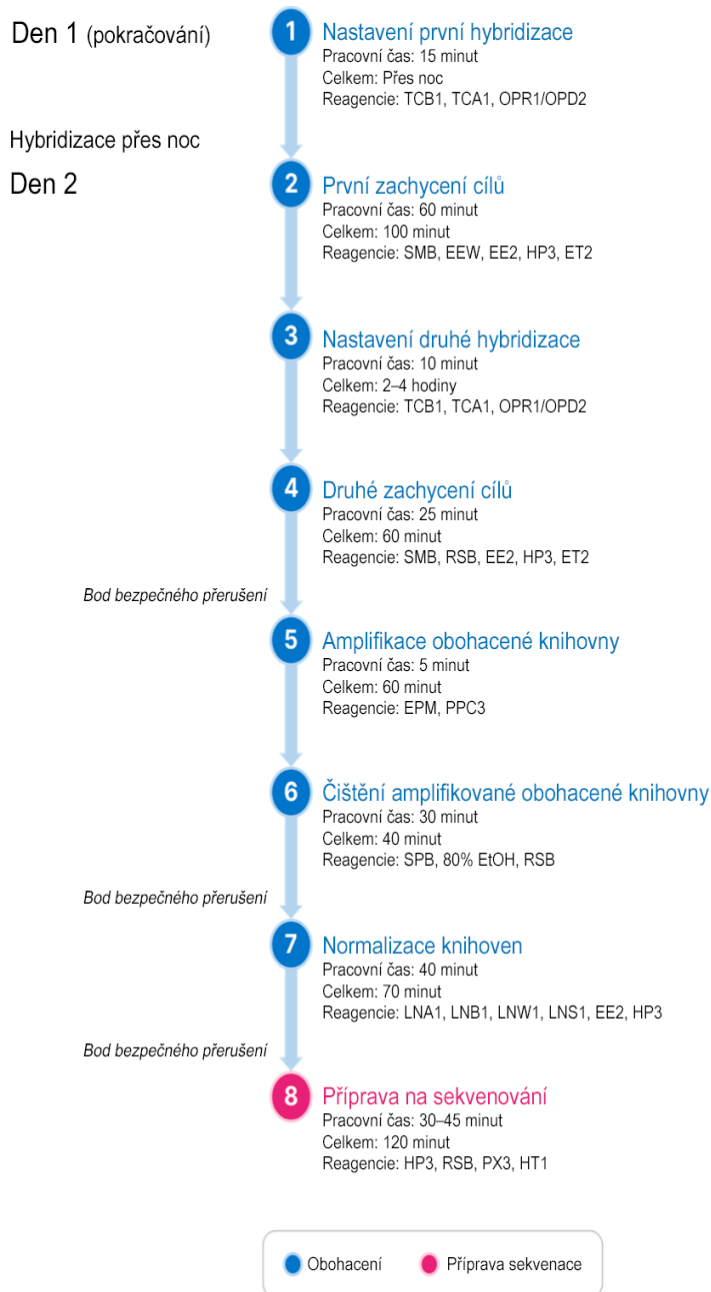 Den 1 (pokračování)
1
Nastavení první hybridizace
Pracovní čas: 15 minut
Celkem: Přes noc
Reagencie: TCB1, TCA1, OPR1/OPD2
Hybridizace přes noc
Den 2
2
První zachycení cílů
Pracovní čas: 60 minut
Celkem: 100 minut
Reagencie: SMB, EEW, EE2, HP3, ET2
3
Nastavení druhé hybridizace
Pracovní čas: 10 minut
Celkem: 2–4 hodiny
Reagencie: TCB1, TCA1, OPR1/OPD2
4
Druhé zachycení cílů
Pracovní čas: 25 minut
Celkem: 60 minut
Reagencie: SMB, RSB, EE2, HP3, ET2
Bod bezpečného přerušení
5
Amplifikace obohacené knihovny
Pracovní čas: 5 minut
Celkem: 60 minut
Reagencie: EPM, PPC3
6
Čištění amplifikované obohacené knihovny
Pracovní čas: 30 minut
Celkem: 40 minut
Reagencie: SPB, 80% EtOH, RSB
Bod bezpečného přerušení
7
Normalizace knihoven
Pracovní čas: 40 minut
Celkem: 70 minut
Reagencie: LNA1, LNB1, LNW1, LNS1, EE2, HP3
Bod bezpečného přerušení
8
Příprava na sekvenování
Pracovní čas: 30–45 minut
Celkem: 120 minut
Reagencie: HP3, RSB, PX3, HT1
Obohacení
Příprava sekvenace